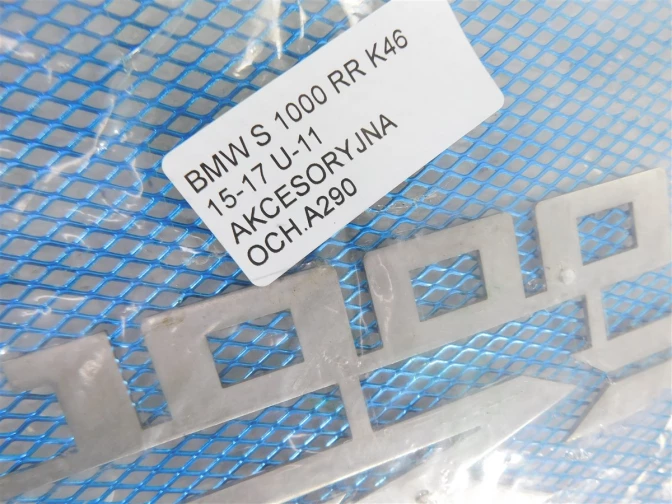 BMW S 1000 RR K46
15-17 U-11
AKCESORYJNA
OCH.A290
1000